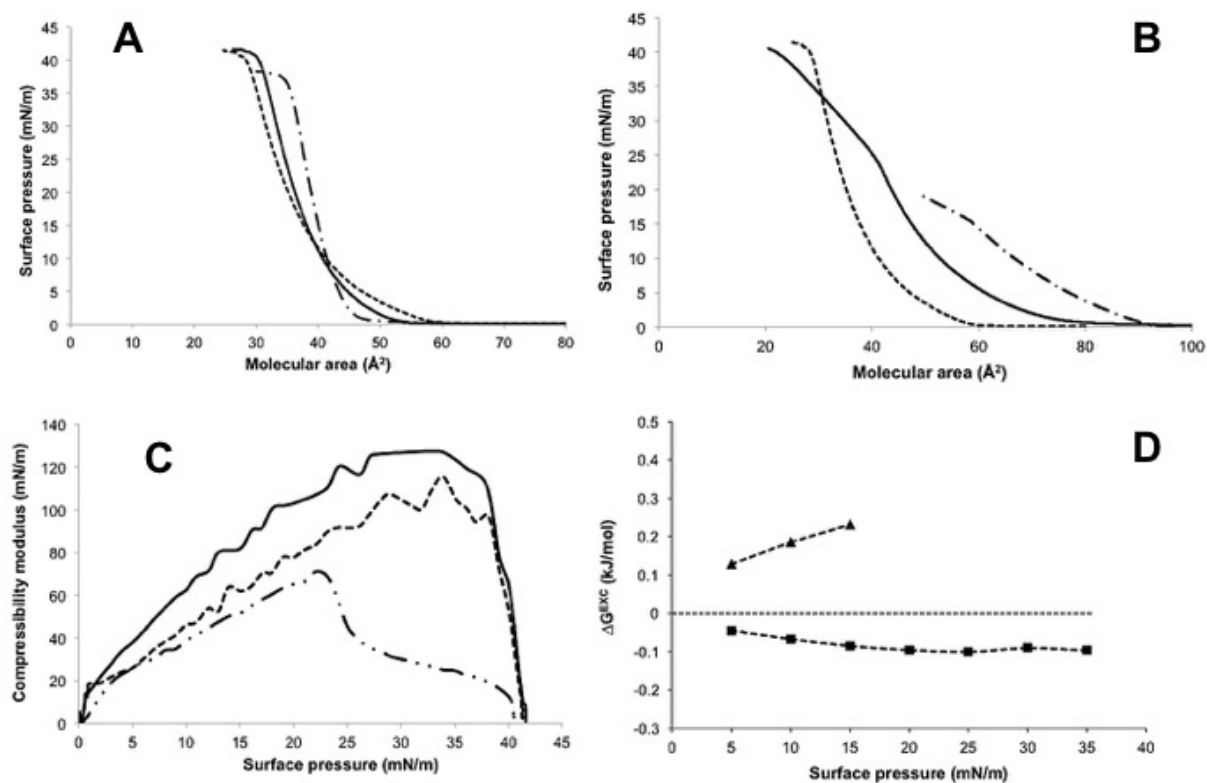 A
45
40
35
30
25
20
15
10
5
0
Surface pressure (mN/m)
0 10 20 30 40 50 60 70 80
Molecular area (Å²)
B
45
40
35
30
25
20
15
10
5
0
Surface pressure (mN/m)
0 20 40 60 80 100
Molecular area (Å²)
C
140
120
100
80
60
40
20
0
Compressibility modulus (mN/m)
0 5 10 15 20 25 30 35 40 45
Surface pressure (mN/m)
D
0.5
0.4
0.3
0.2
0.1
0
-0.1
-0.2
-0.3
ΔGᴱˣᶜ (kJ/mol)
0 5 10 15 20 25 30 35 40
Surface pressure (mN/m)